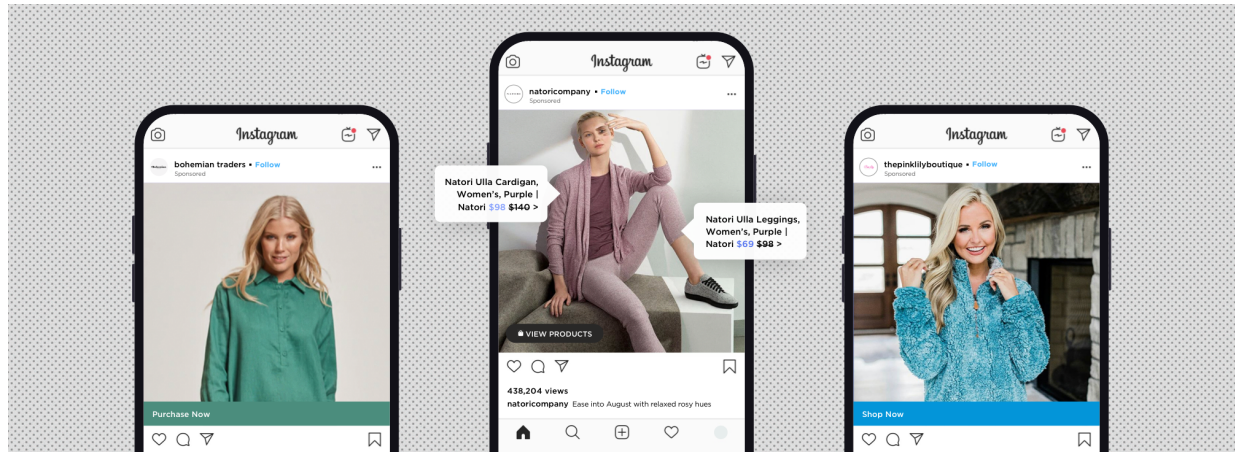 Instagram
bohemian traders • Follow
Sponsored
Purchase Now
Instagram
natoricompany • Follow
Sponsored
Natori Ulla Cardigan,
Women's, Purple |
Natori $98 $140 >
Natori Ulla Leggings,
Women's, Purple |
Natori $69 $98 >
VIEW PRODUCTS
438,204 views
natoricompany Ease into August with relaxed rosy hues
Instagram
thepinklilyboutique • Follow
Sponsored
Shop Now